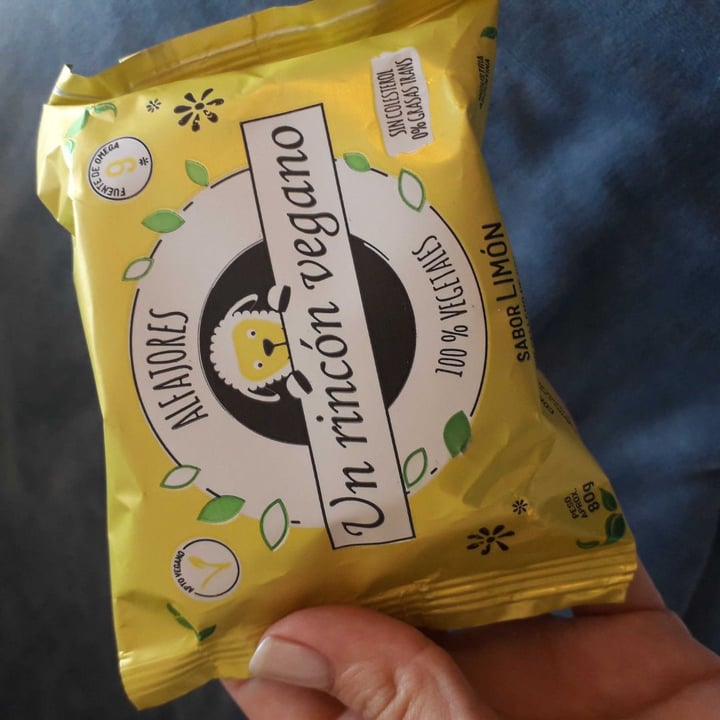 SIN COLESTEROL
0% GRASAS TRANS
FUENTE DE OMEGA
9*
ALFAJORES
Un rincón vegano
100% VEGETALES
SABOR LIMÓN
APTO VEGANO
PESO
APROX.
80g